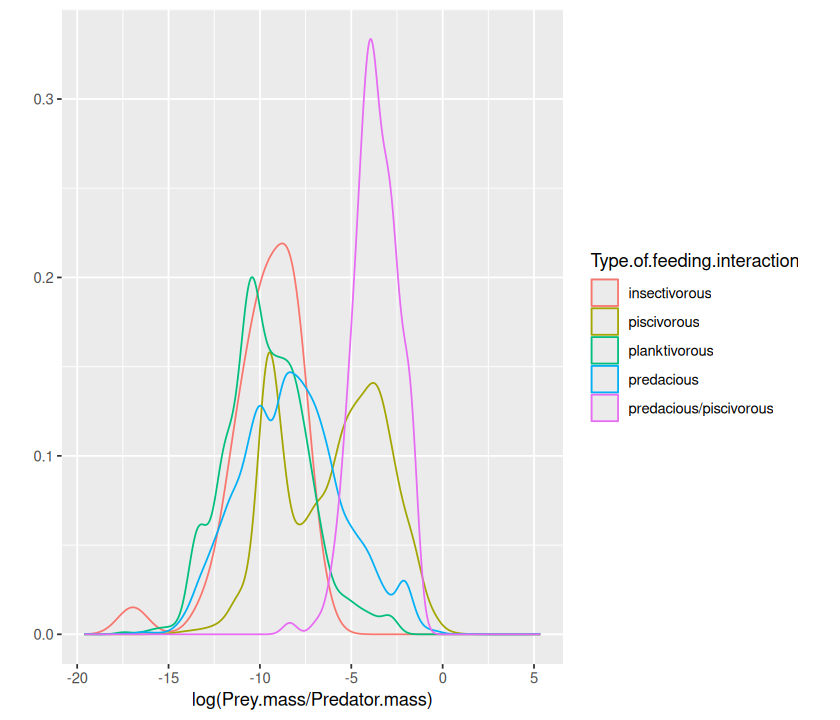 0.3
0.2
0.1
0.0
-20 -15 -10 -5 0 5
log(Prey.mass/Predator.mass)
Type.of.feeding.interaction
insectivorous
piscivorous
planktivorous
predacious
predacious/piscivorous